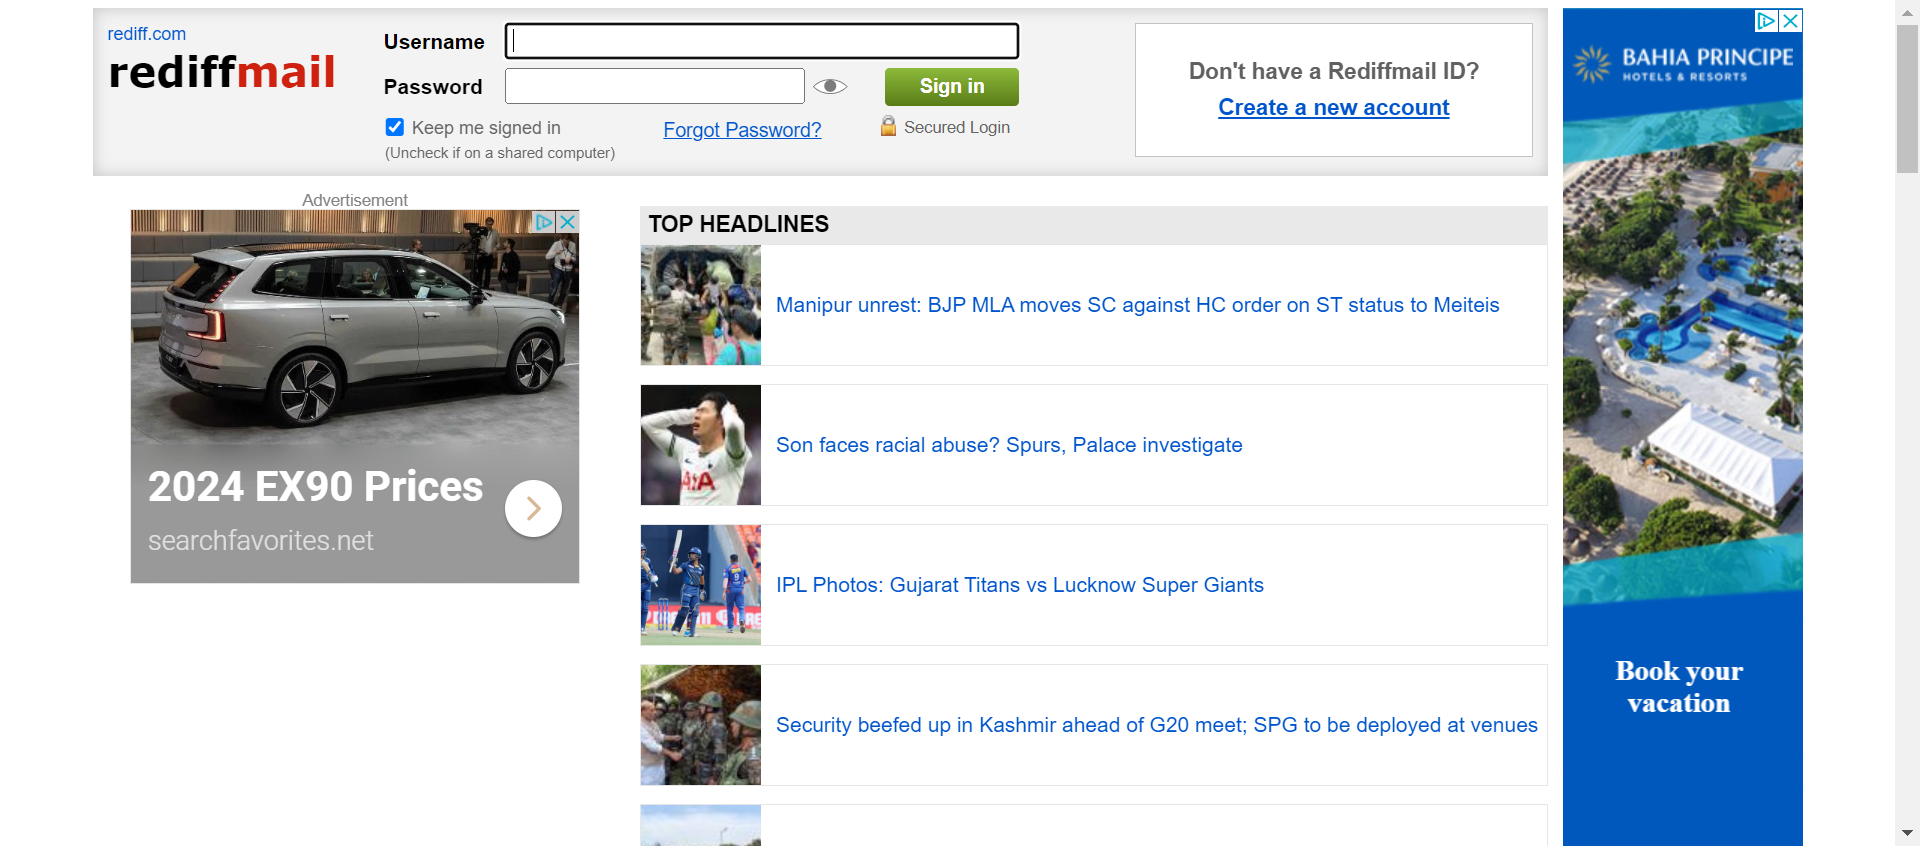 rediff.com
rediffmail
Username
Password
Sign in
Keep me signed in
(Uncheck if on a shared computer)
Forgot Password?
Secured Login
Don't have a Rediffmail ID?
Create a new account
Advertisement
2024 EX90 Prices
searchfavorites.net
TOP HEADLINES
Manipur unrest: BJP MLA moves SC against HC order on ST status to Meiteis
Son faces racial abuse? Spurs, Palace investigate
AIA
IPL Photos: Gujarat Titans vs Lucknow Super Giants
Security beefed up in Kashmir ahead of G20 meet; SPG to be deployed at venues
BAHIA PRINCIPE
HOTELS & RESORTS
Book your
vacation